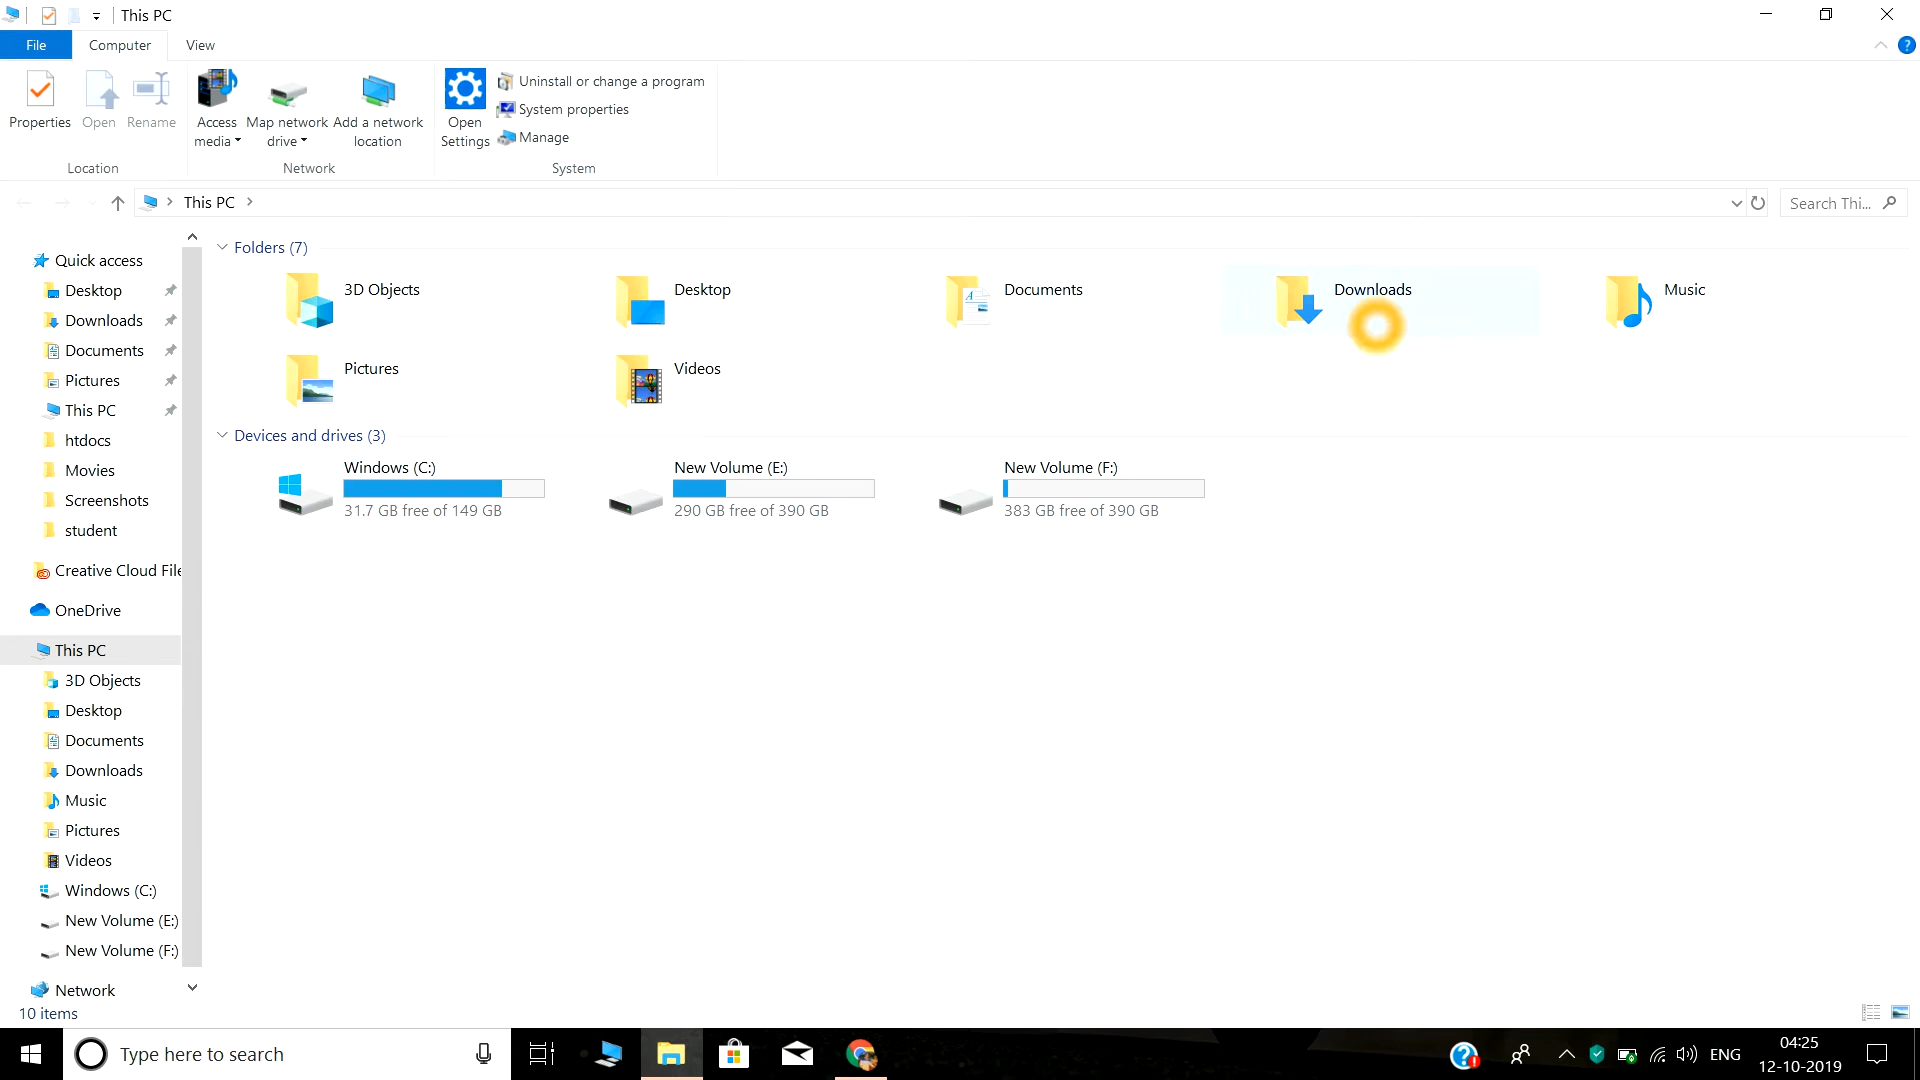 This PC
File
Computer
View
Properties
Open
Rename
Access media
Map network drive
Add a network location
Open Settings
Uninstall or change a program
System properties
Manage
Location
Network
System
This PC
Search Thi...
Quick access
Desktop
Downloads
Documents
Pictures
This PC
htdocs
Movies
Screenshots
student
Creative Cloud File
OneDrive
This PC
3D Objects
Desktop
Documents
Downloads
Music
Pictures
Videos
Windows (C:)
New Volume (E:)
New Volume (F:)
Network
Folders (7)
3D Objects
Desktop
Documents
Downloads
Music
Pictures
Videos
Devices and drives (3)
Windows (C:)
31.7 GB free of 149 GB
New Volume (E:)
290 GB free of 390 GB
New Volume (F:)
383 GB free of 390 GB
10 items
Type here to search
ENG
04:25
12-10-2019